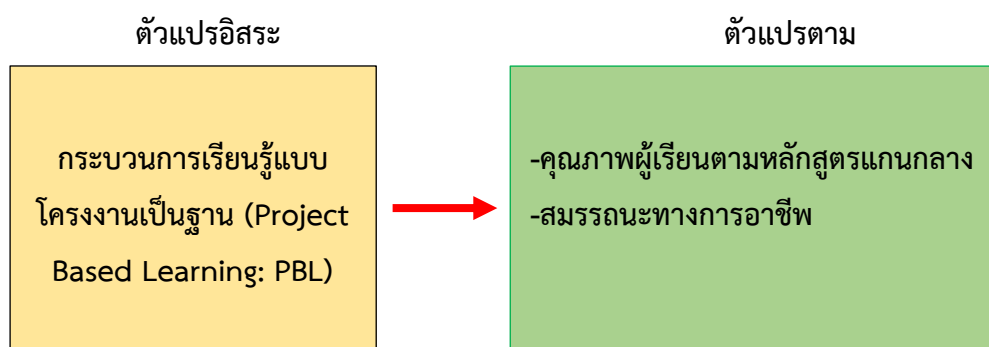 ตัวแปรอิสระ
ตัวแปรตาม
กระบวนการเรียนรู้แบบ
โครงงานเป็นฐาน (Project
Based Learning: PBL)
-คุณภาพผู้เรียนตามหลักสูตรแกนกลาง
-สมรรถนะทางการอาชีพ